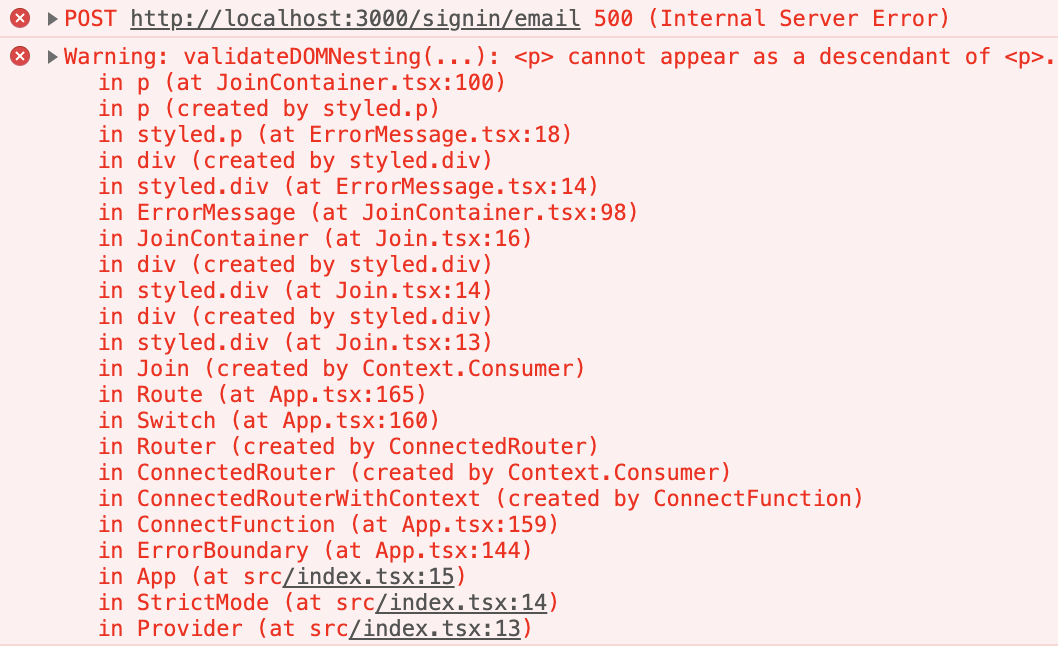 POST http://localhost:3000/signin/email 500 (Internal Server Error)
Warning: validateDOMNesting(...): <p> cannot appear as a descendant of <p>.
in p (at JoinContainer.tsx:100)
in p (created by styled.p)
in styled.p (at ErrorMessage.tsx:18)
in div (created by styled.div)
in styled.div (at ErrorMessage.tsx:14)
in ErrorMessage (at JoinContainer.tsx:98)
in JoinContainer (at Join.tsx:16)
in div (created by styled.div)
in styled.div (at Join.tsx:14)
in div (created by styled.div)
in styled.div (at Join.tsx:13)
in Join (created by Context.Consumer)
in Route (at App.tsx:165)
in Switch (at App.tsx:160)
in Router (created by ConnectedRouter)
in ConnectedRouter (created by Context.Consumer)
in ConnectedRouterWithContext (created by ConnectFunction)
in ConnectFunction (at App.tsx:159)
in ErrorBoundary (at App.tsx:144)
in App (at src/index.tsx:15)
in StrictMode (at src/index.tsx:14)
in Provider (at src/index.tsx:13)